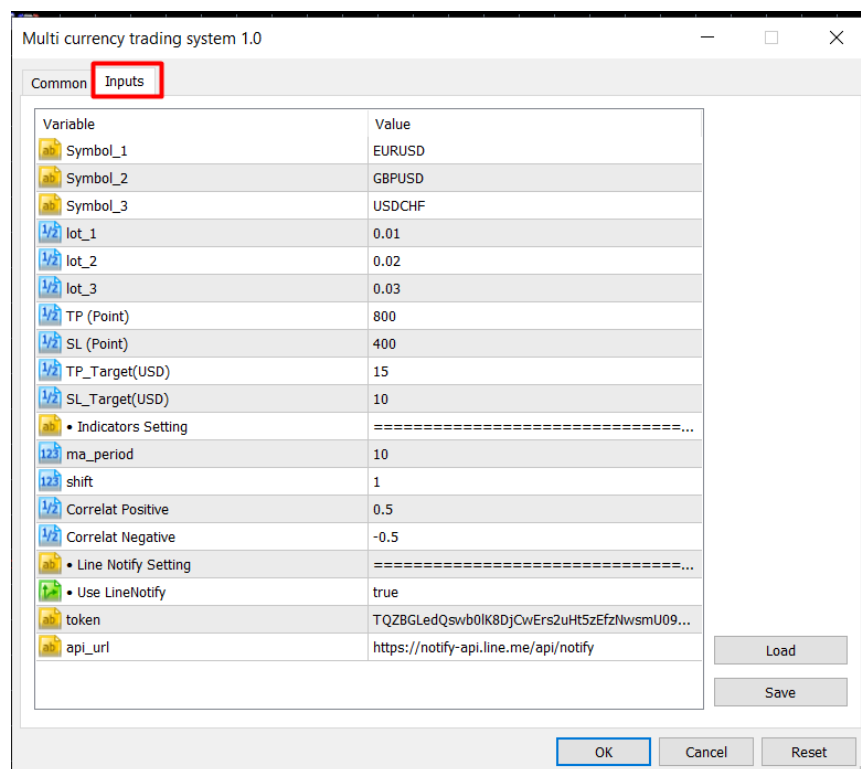 Multi currency trading system 1.0
Common Inputs
Variable Value
Symbol_1 EURUSD
Symbol_2 GBPUSD
Symbol_3 USDCHF
lot_1 0.01
lot_2 0.02
lot_3 0.03
TP (Point) 800
SL (Point) 400
TP_Target(USD) 15
SL_Target(USD) 10
• Indicators Setting ===============================...
ma_period 10
shift 1
Correlat Positive 0.5
Correlat Negative -0.5
• Line Notify Setting ===============================...
• Use LineNotify true
token TQZBGLedQswb0lK8DjCwErs2uHt5zEfzNwsmU09...
api_url https://notify-api.line.me/api/notify
Load
Save
OK Cancel Reset